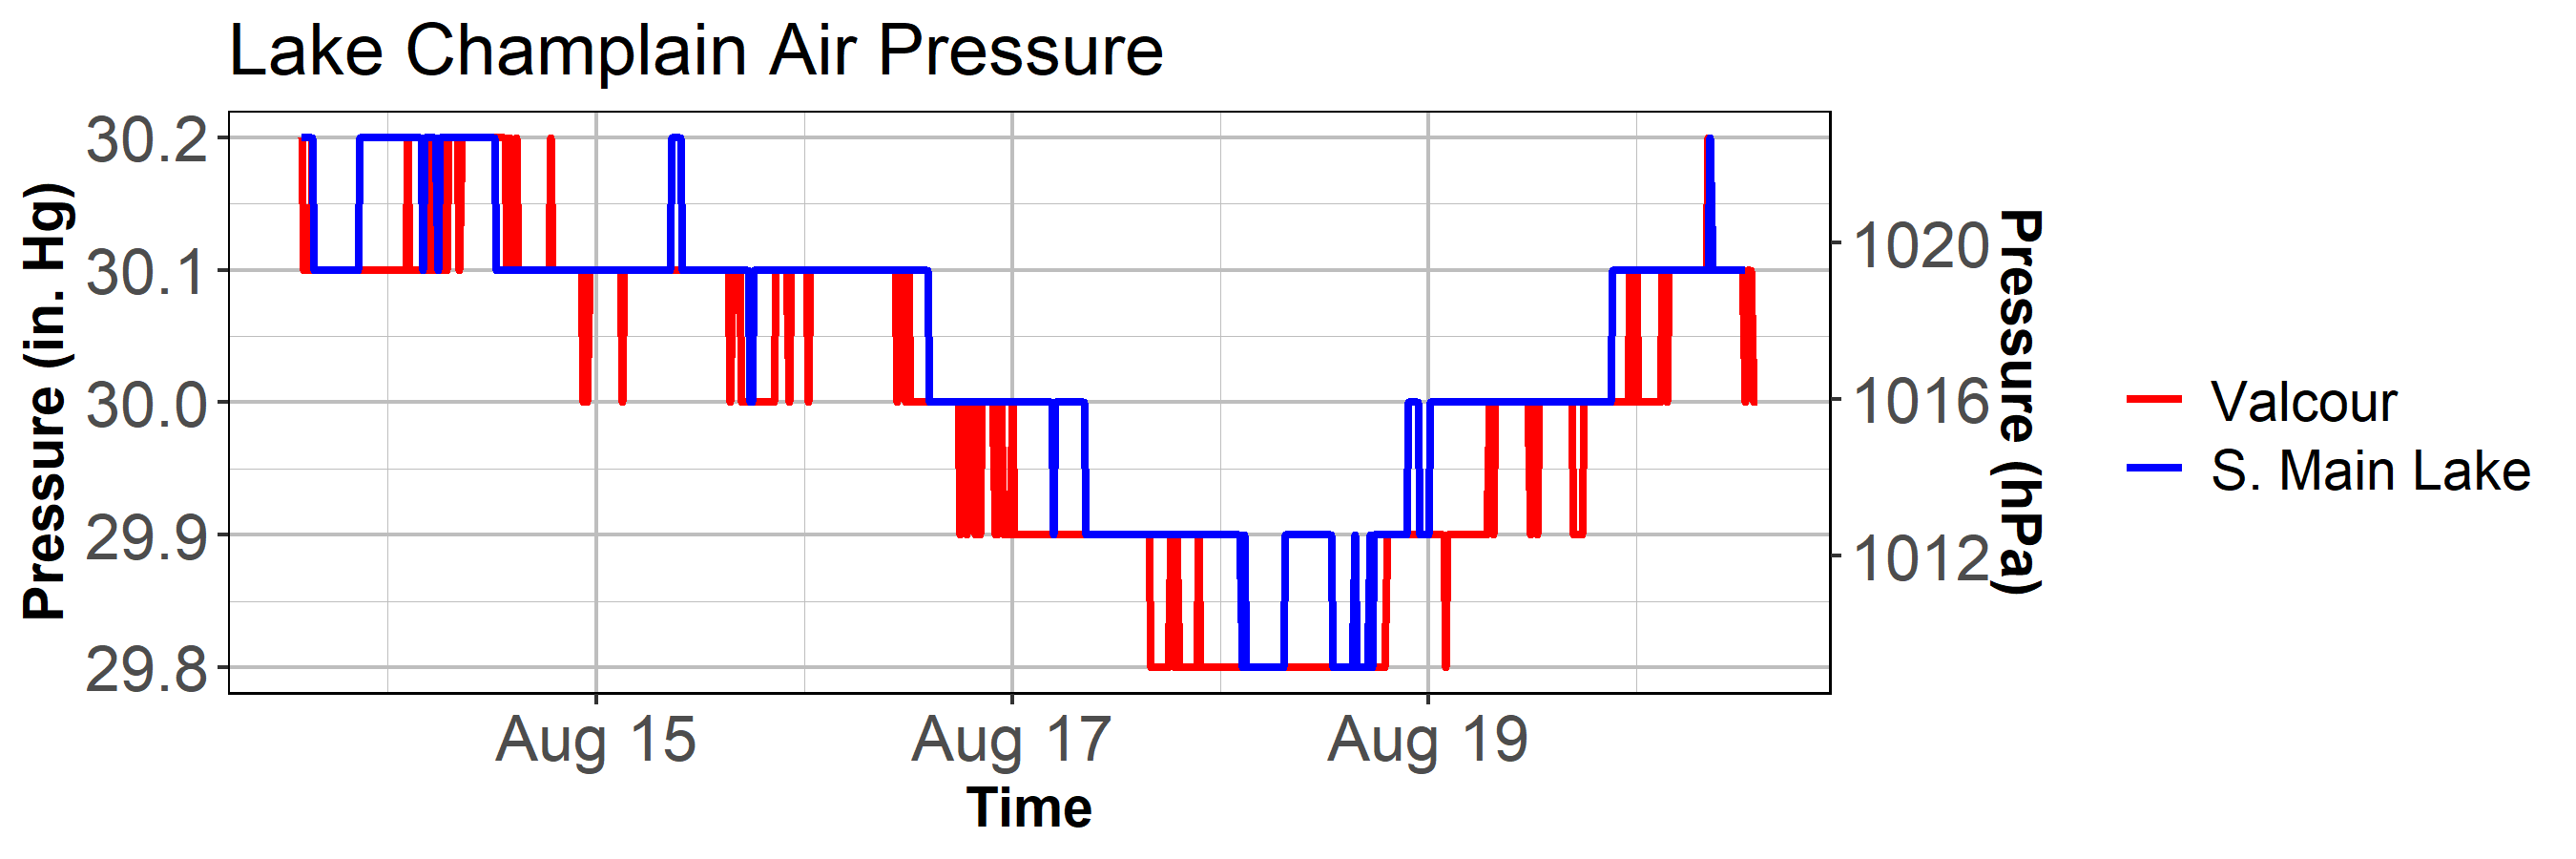 Lake Champlain Air Pressure
Pressure (in. Hg)
30.2
30.1
30.0
29.9
29.8
Aug 15
Aug 17
Aug 19
Time
1020
1016
1012
Pressure (hPa)
Valcour
S. Main Lake